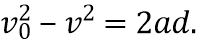 v₀² − v² = 2ad.